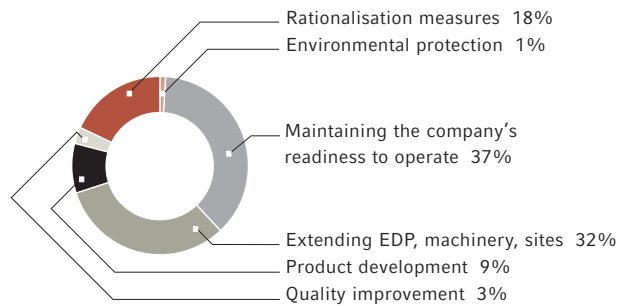 Rationalisation measures 18%
Environmental protection 1%
Maintaining the company's
readiness to operate 37%
Extending EDP, machinery, sites 32%
Product development 9%
Quality improvement 3%